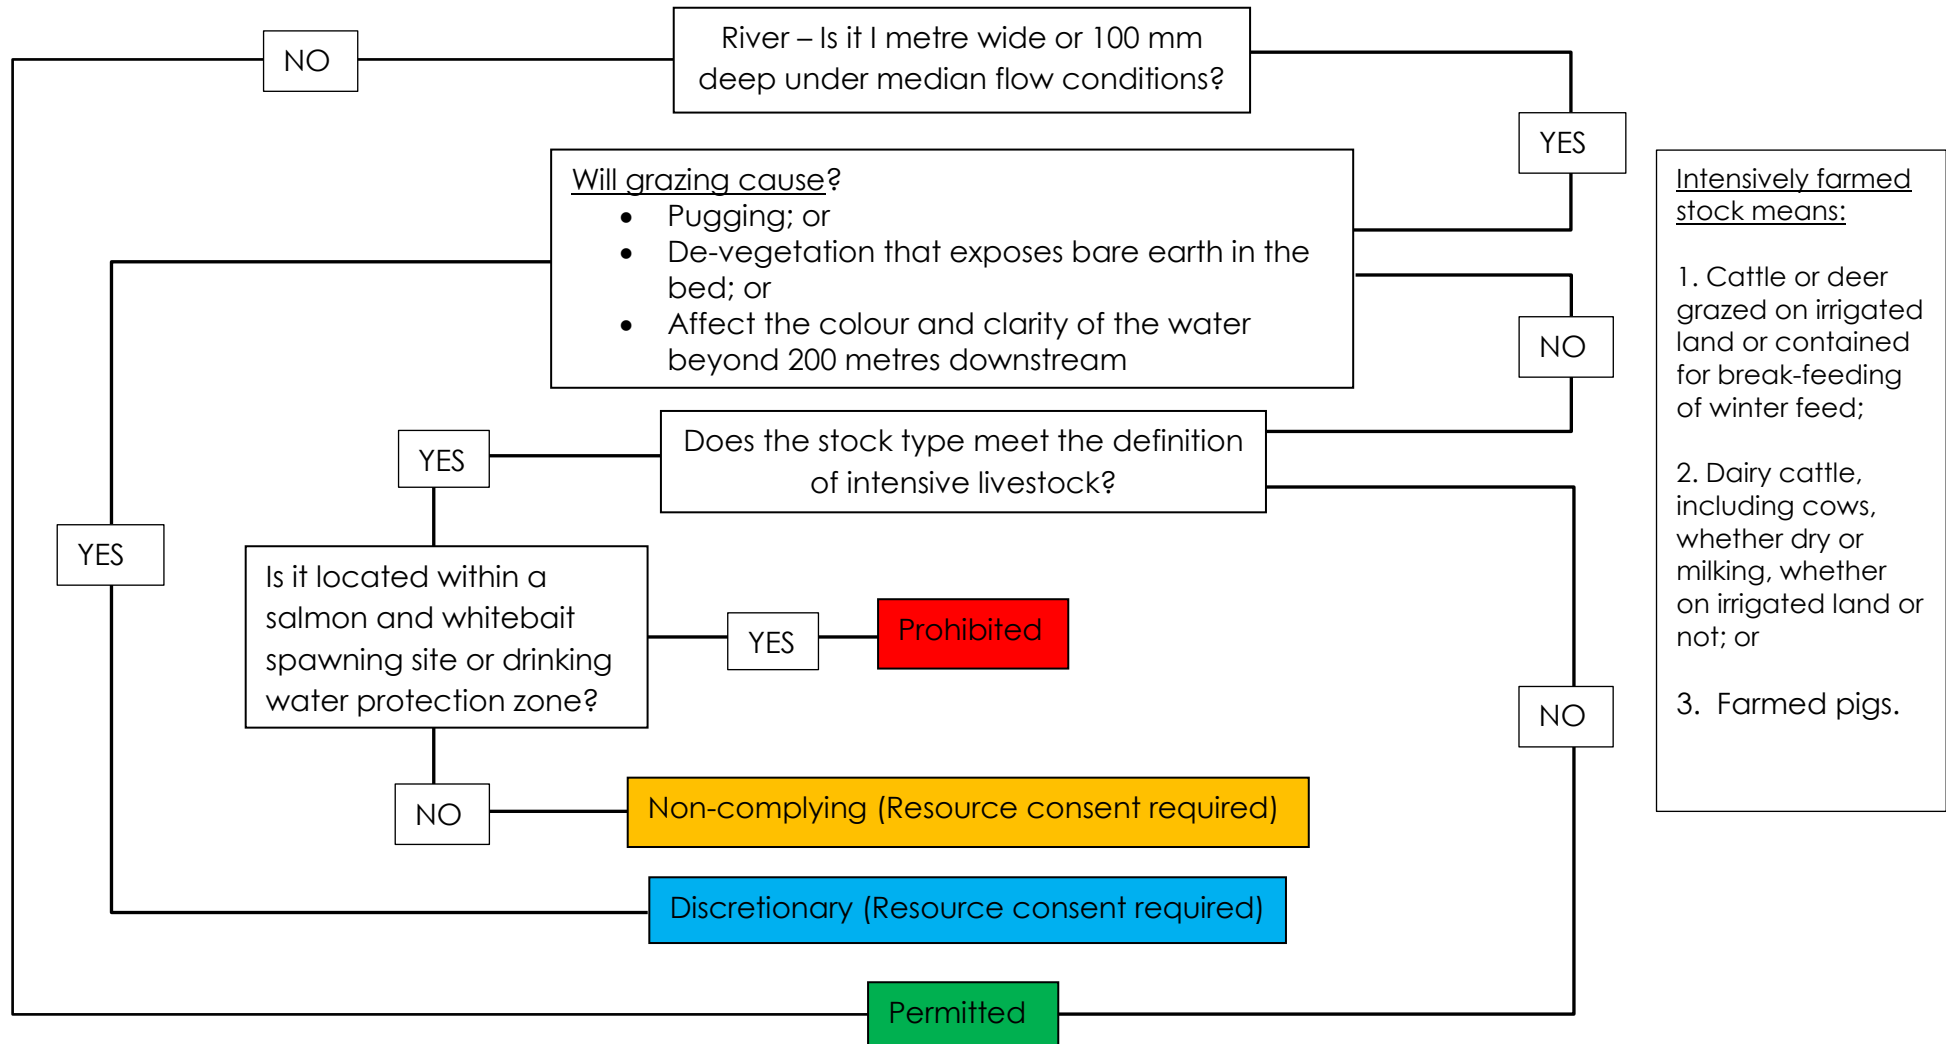 NO
River – Is it I metre wide or 100 mm
deep under median flow conditions?
YES
Will grazing cause?
• Pugging; or
• De-vegetation that exposes bare earth in the
bed; or
• Affect the colour and clarity of the water
beyond 200 metres downstream
NO
YES
Does the stock type meet the definition
of intensive livestock?
YES
Is it located within a
salmon and whitebait
spawning site or drinking
water protection zone?
YES
Prohibited
NO
NO
Non-complying (Resource consent required)
Discretionary (Resource consent required)
Permitted
Intensively farmed
stock means:
1. Cattle or deer
grazed on irrigated
land or contained
for break-feeding
of winter feed;
2. Dairy cattle,
including cows,
whether dry or
milking, whether
on irrigated land or
not; or
3. Farmed pigs.